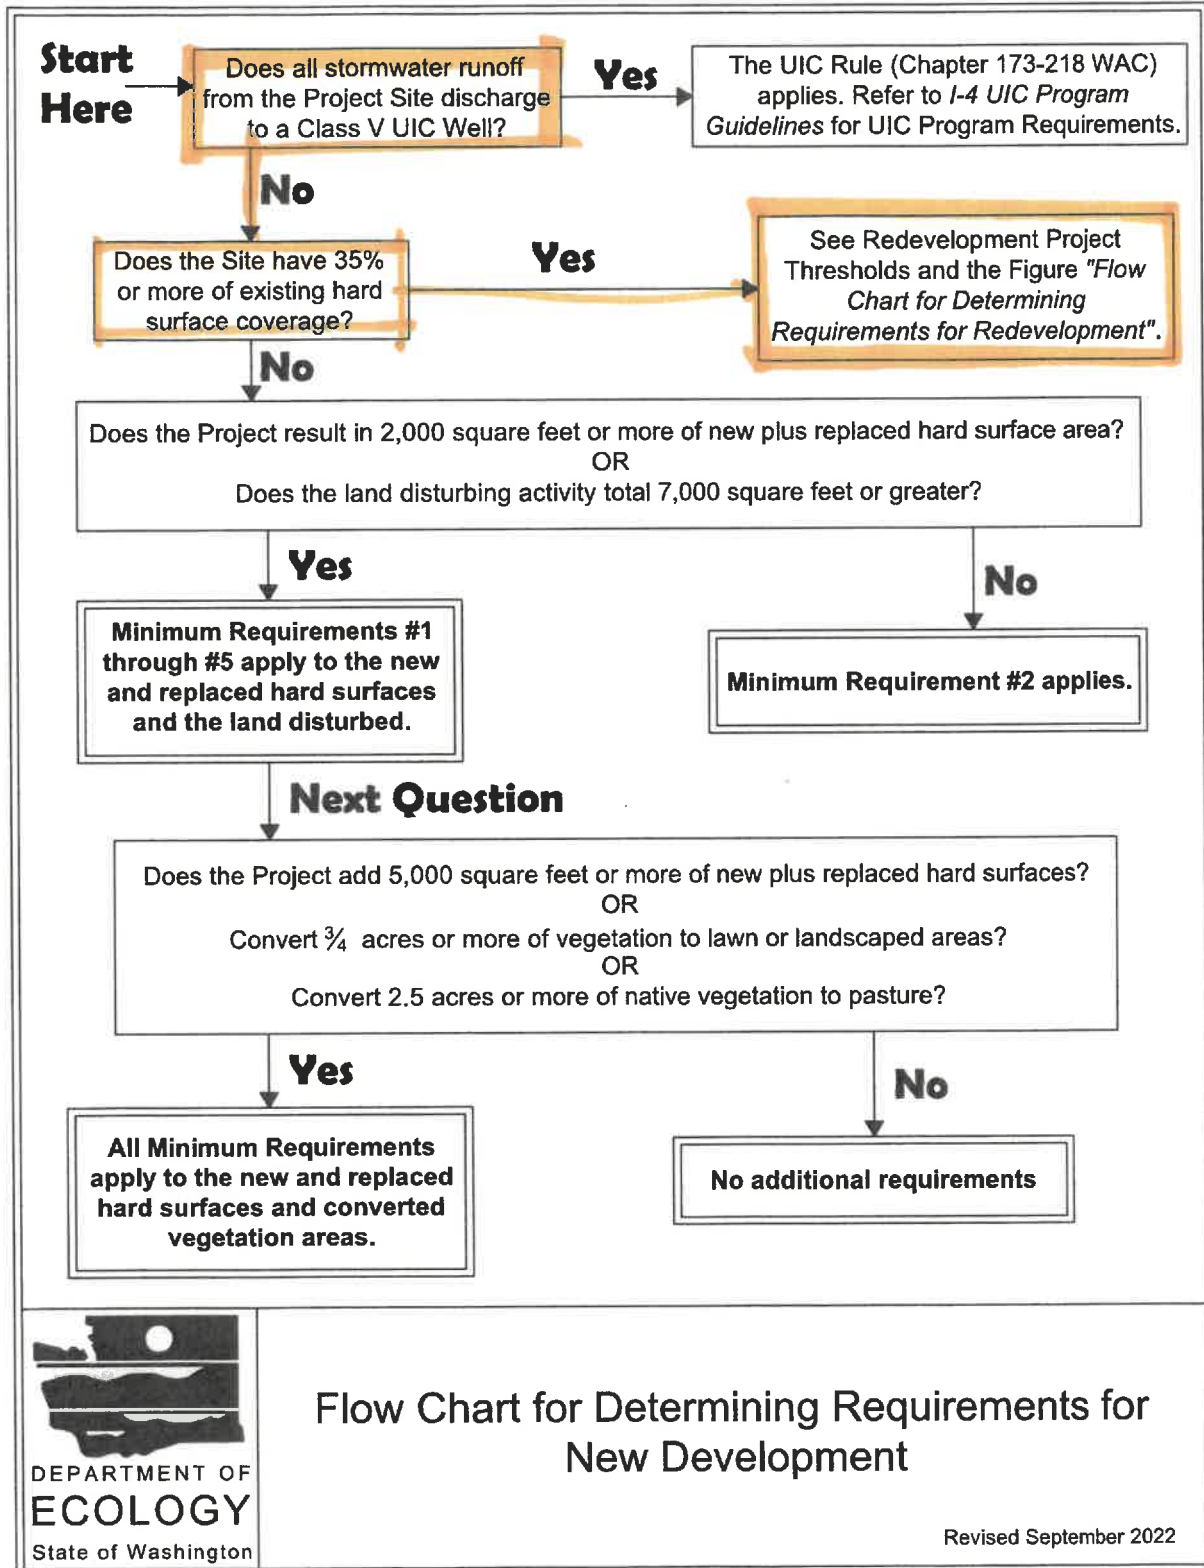 Start
Here
Does all stormwater runoff
from the Project Site discharge
to a Class V UIC Well?
Yes
The UIC Rule (Chapter 173-218 WAC)
applies. Refer to I-4 UIC Program
Guidelines for UIC Program Requirements.
No
Does the Site have 35%
or more of existing hard
surface coverage?
Yes
See Redevelopment Project
Thresholds and the Figure "Flow
Chart for Determining
Requirements for Redevelopment".
No
Does the Project result in 2,000 square feet or more of new plus replaced hard surface area?
OR
Does the land disturbing activity total 7,000 square feet or greater?
Yes
No
Minimum Requirements #1
through #5 apply to the new
and replaced hard surfaces
and the land disturbed.
Minimum Requirement #2 applies.
Next Question
Does the Project add 5,000 square feet or more of new plus replaced hard surfaces?
OR
Convert ¾ acres or more of vegetation to lawn or landscaped areas?
OR
Convert 2.5 acres or more of native vegetation to pasture?
Yes
No
All Minimum Requirements
apply to the new and replaced
hard surfaces and converted
vegetation areas.
No additional requirements
DEPARTMENT OF
ECOLOGY
State of Washington
Flow Chart for Determining Requirements for
New Development
Revised September 2022